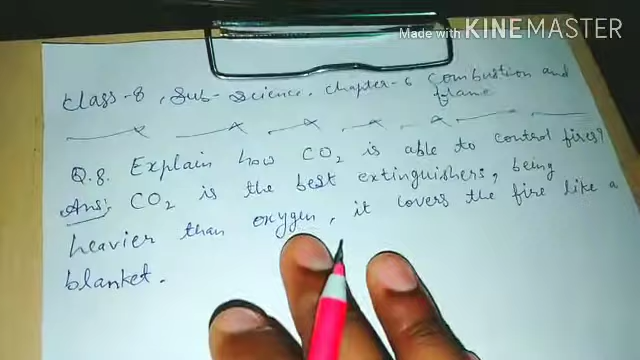 Made with KINEMASTER
Class-8, Sub-Science, Chapter-6 Combustion and
flame
Q.8. Explain how CO2 is able to control fires?
Ans: CO2 is the best extinguishers, being
heavier than oxygen, it covers the fire like a
blanket.